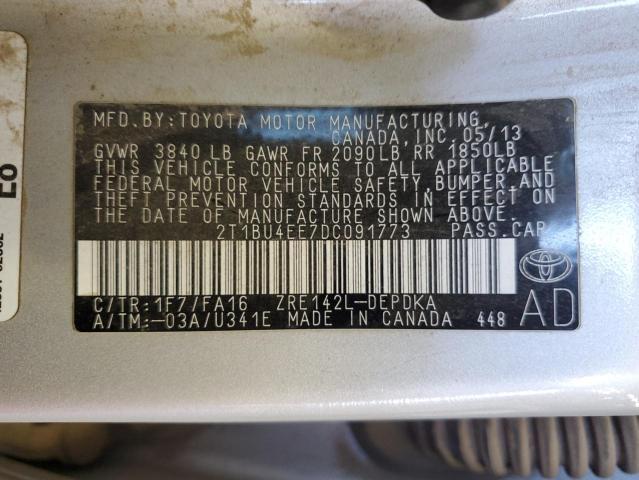 MFD.BY:TOYOTA MOTOR MANUFACTURING,
CANADA, INC. 05/13
GVWR 3840 LB GAWR FR 2090LB RR 1850LB
THIS VEHICLE CONFORMS TO ALL APPLICABLE
FEDERAL MOTOR VEHICLE SAFETY,BUMPER,AND
THEFT PREVENTION STANDARDS IN EFFECT ON
THE DATE OF MANUFACTURE SHOWN ABOVE.
2T1BU4EE7DC091773 PASS.CAR
C/TR:1F7/FA16 ZRE142L-DEPDKA
A/TM:-03A/U341E MADE IN CANADA 448
AD